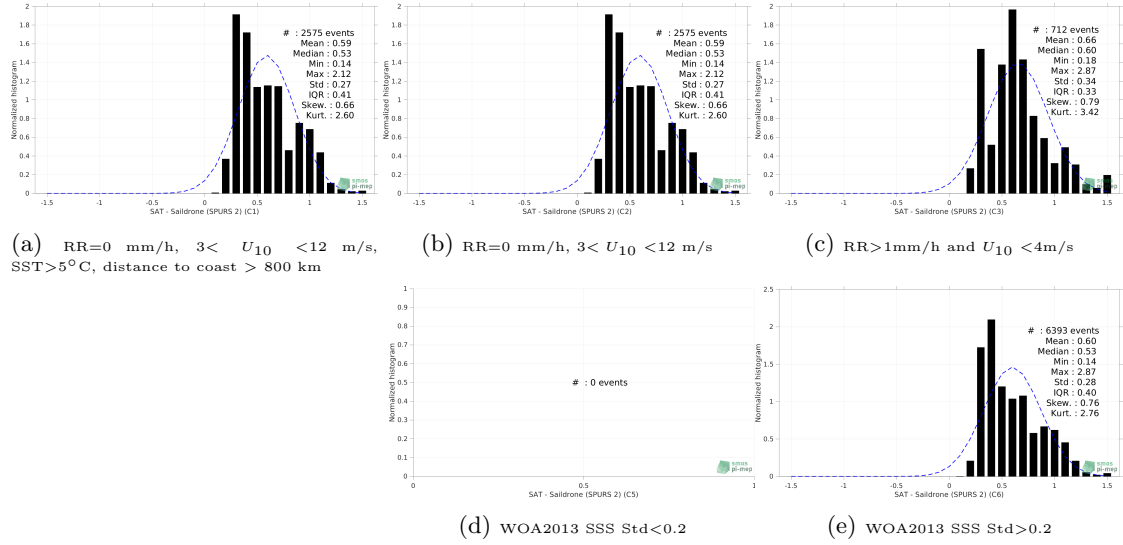 2
1.8
1.6
1.4
1.2
1
0.8
0.6
0.4
0.2
0
Normalized histogram
# : 2575 events
Mean : 0.59
Median : 0.53
Min : 0.14
Max : 2.12
Std : 0.27
IQR : 0.41
Skew. : 0.66
Kurt. : 2.60
smos
pi-mep
-1.5 -1 -0.5 0 0.5 1 1.5
SAT - Saildrone (SPURS 2) (C1)
(a) RR=0 mm/h, 3< U10 <12 m/s,
SST>5°C, distance to coast > 800 km
2
1.8
1.6
1.4
1.2
1
0.8
0.6
0.4
0.2
0
Normalized histogram
# : 2575 events
Mean : 0.59
Median : 0.53
Min : 0.14
Max : 2.12
Std : 0.27
IQR : 0.41
Skew. : 0.66
Kurt. : 2.60
smos
pi-mep
-1.5 -1 -0.5 0 0.5 1 1.5
SAT - Saildrone (SPURS 2) (C2)
(b) RR=0 mm/h, 3< U10 <12 m/s
2
1.8
1.6
1.4
1.2
1
0.8
0.6
0.4
0.2
0
Normalized histogram
# : 712 events
Mean : 0.66
Median : 0.60
Min : 0.18
Max : 2.87
Std : 0.34
IQR : 0.33
Skew. : 0.79
Kurt. : 3.42
smos
pi-mep
-1.5 -1 -0.5 0 0.5 1 1.5
SAT - Saildrone (SPURS 2) (C3)
(c) RR>1mm/h and U10 <4m/s
1
0.9
0.8
0.7
0.6
0.5
0.4
0.3
0.2
0.1
0
Normalized histogram
# : 0 events
smos
pi-mep
0 0.5 1
SAT - Saildrone (SPURS 2) (C5)
(d) WOA2013 SSS Std<0.2
2.5
2
1.5
1
0.5
0
Normalized histogram
# : 6393 events
Mean : 0.60
Median : 0.53
Min : 0.14
Max : 2.87
Std : 0.28
IQR : 0.40
Skew. : 0.76
Kurt. : 2.76
smos
pi-mep
-1.5 -1 -0.5 0 0.5 1 1.5
SAT - Saildrone (SPURS 2) (C6)
(e) WOA2013 SSS Std>0.2